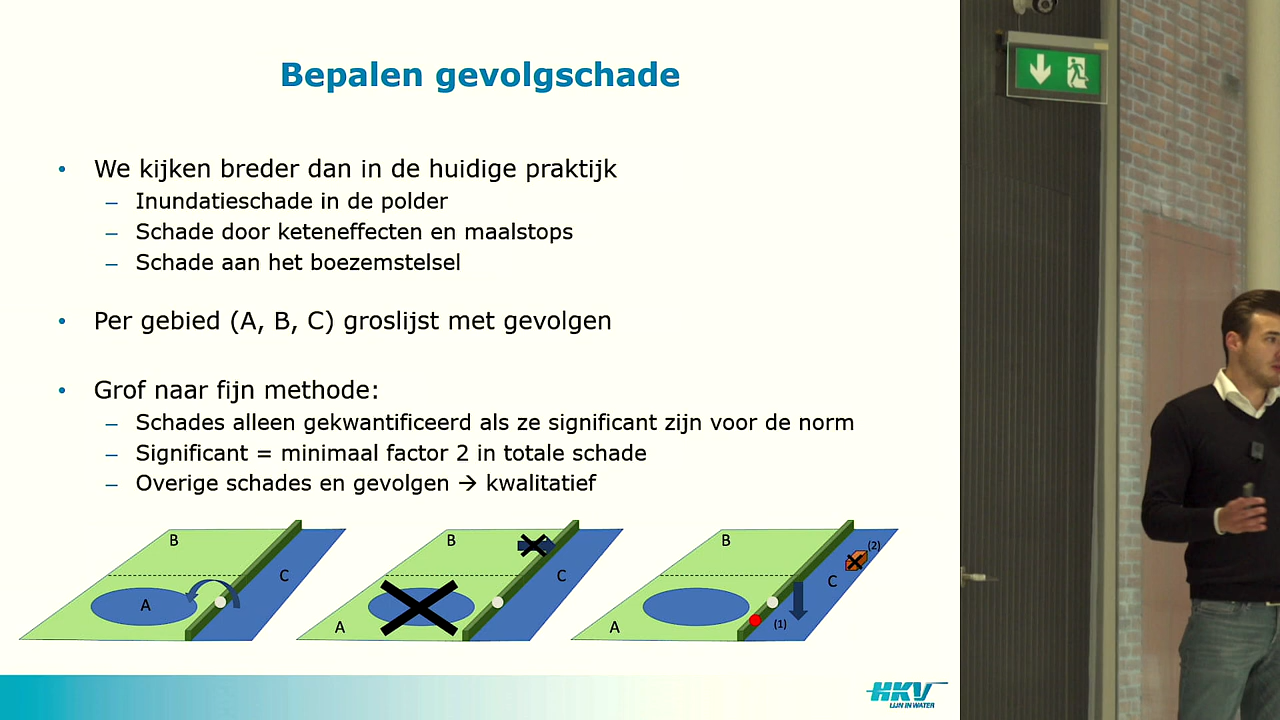 Bepalen gevolgschade
• We kijken breder dan in de huidige praktijk
– Inundatieschade in de polder
– Schade door keteneffecten en maalstops
– Schade aan het boezemstelsel
• Per gebied (A, B, C) groslijst met gevolgen
• Grof naar fijn methode:
– Schades alleen gekwantificeerd als ze significant zijn voor de norm
– Significant = minimaal factor 2 in totale schade
– Overige schades en gevolgen → kwalitatief
B
C
A
B
C
A
B
(2)
C
A
(1)
HKV
LIJN IN WATER